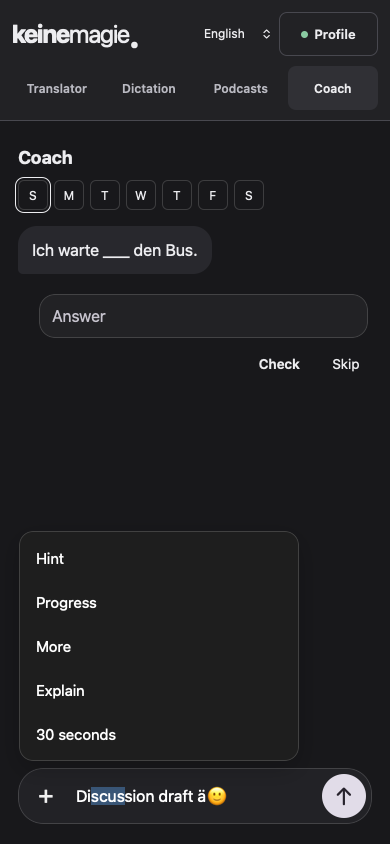 keinemagie.
English
Profile
Translator
Dictation
Podcasts
Coach
Coach
S M T W T F S
Ich warte ___ den Bus.
Answer
Check
Skip
Hint
Progress
More
Explain
30 seconds
Discussion draft ä🙂